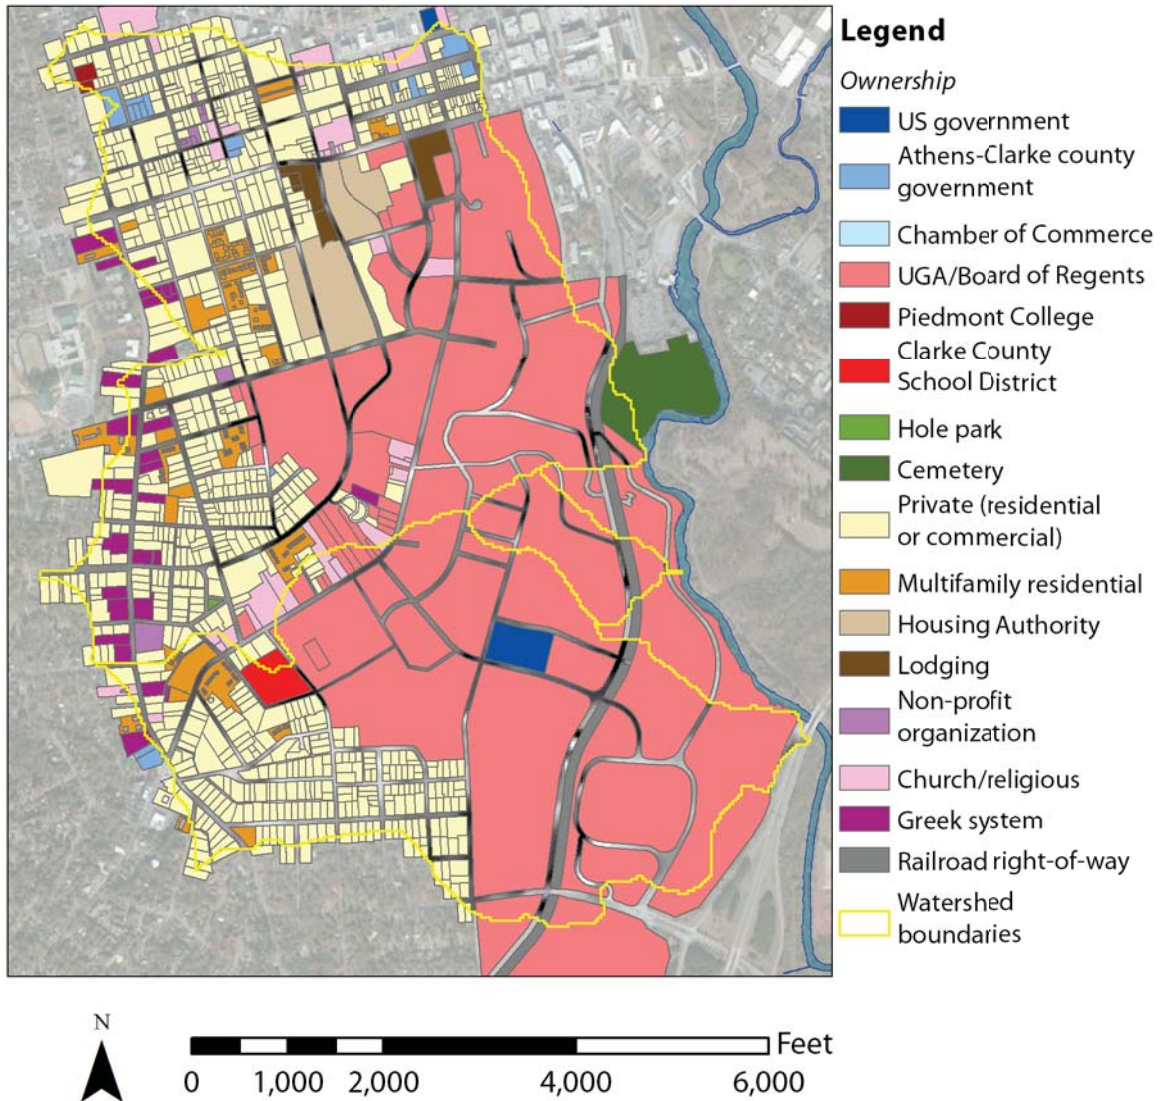 Legend
Ownership
US government
Athens-Clarke county
government
Chamber of Commerce
UGA/Board of Regents
Piedmont College
Clarke County
School District
Hole park
Cemetery
Private (residential
or commercial)
Multifamily residential
Housing Authority
Lodging
Non-profit
organization
Church/religious
Greek system
Railroad right-of-way
Watershed
boundaries
N
Feet
0 1,000 2,000 4,000 6,000